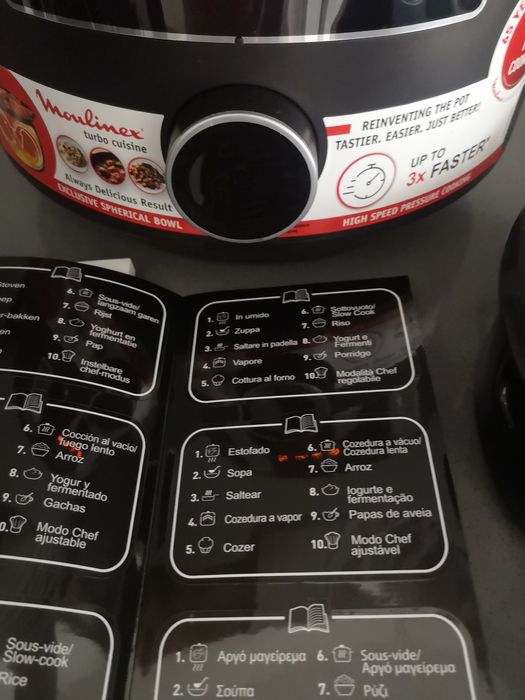 Moulinex
turbo cuisine
Always Delicious Result
EXCLUSIVE SPHERICAL BOWL
REINVENTING THE POT
TASTIER. EASIER. JUST BETTER!
UP TO
3x FASTER*
HIGH SPEED PRESSURE COOKING
6. Sous-vide/
langzaam garen
7. Rijst
8. Yoghurt en
fermentatie
9. Pap
10. Instelbare
chef-modus
1. In umido
2. Zuppa
3. Saltare in padella
4. Vapore
5. Cottura al forno
6. Sottovuoto/
Slow Cook
7. Riso
8. Yogurt e
Fermenti
9. Porridge
10. Modalità Chef
regolabile
6. Cocción al vacío/
fuego lento
7. Arroz
8. Yogur y
fermentado
9. Gachas
0. Modo Chef
ajustable
1. Estofado
2. Sopa
3. Saltear
4. Cozedura a vapor
5. Cozer
6. Cozedura a vácuo/
Cozedura lenta
7. Arroz
8. Iogurte e
fermentação
9. Papas de aveia
10. Modo Chef
ajustável
Sous-vide/
Slow-cook
Rice
1. Αργό μαγείρεμα
2. Σούπα
6. Sous-vide/
Αργό μαγείρεμα
7. Ρύζι